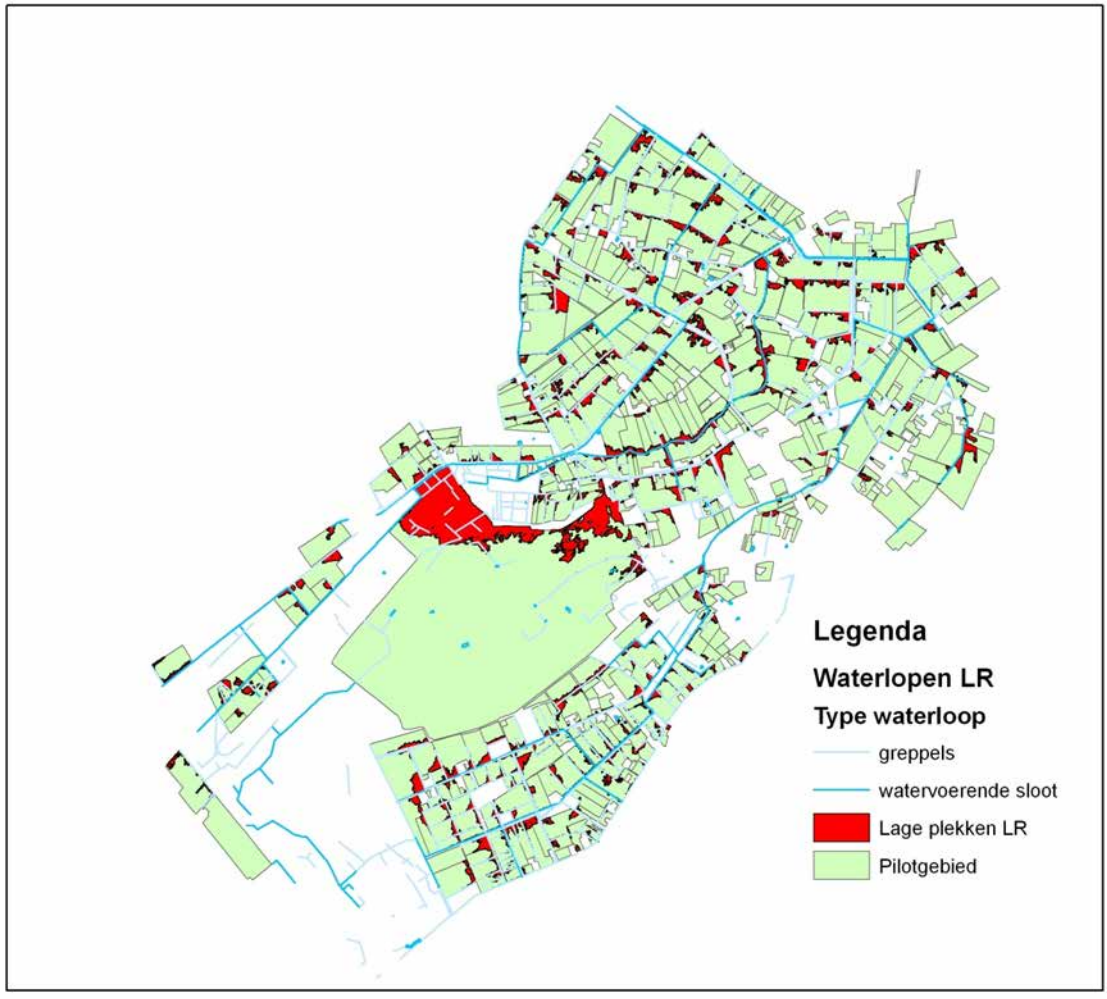 Legenda
Waterlopen LR
Type waterloop
greppels
watervoerende sloot
Lage plekken LR
Pilotgebied